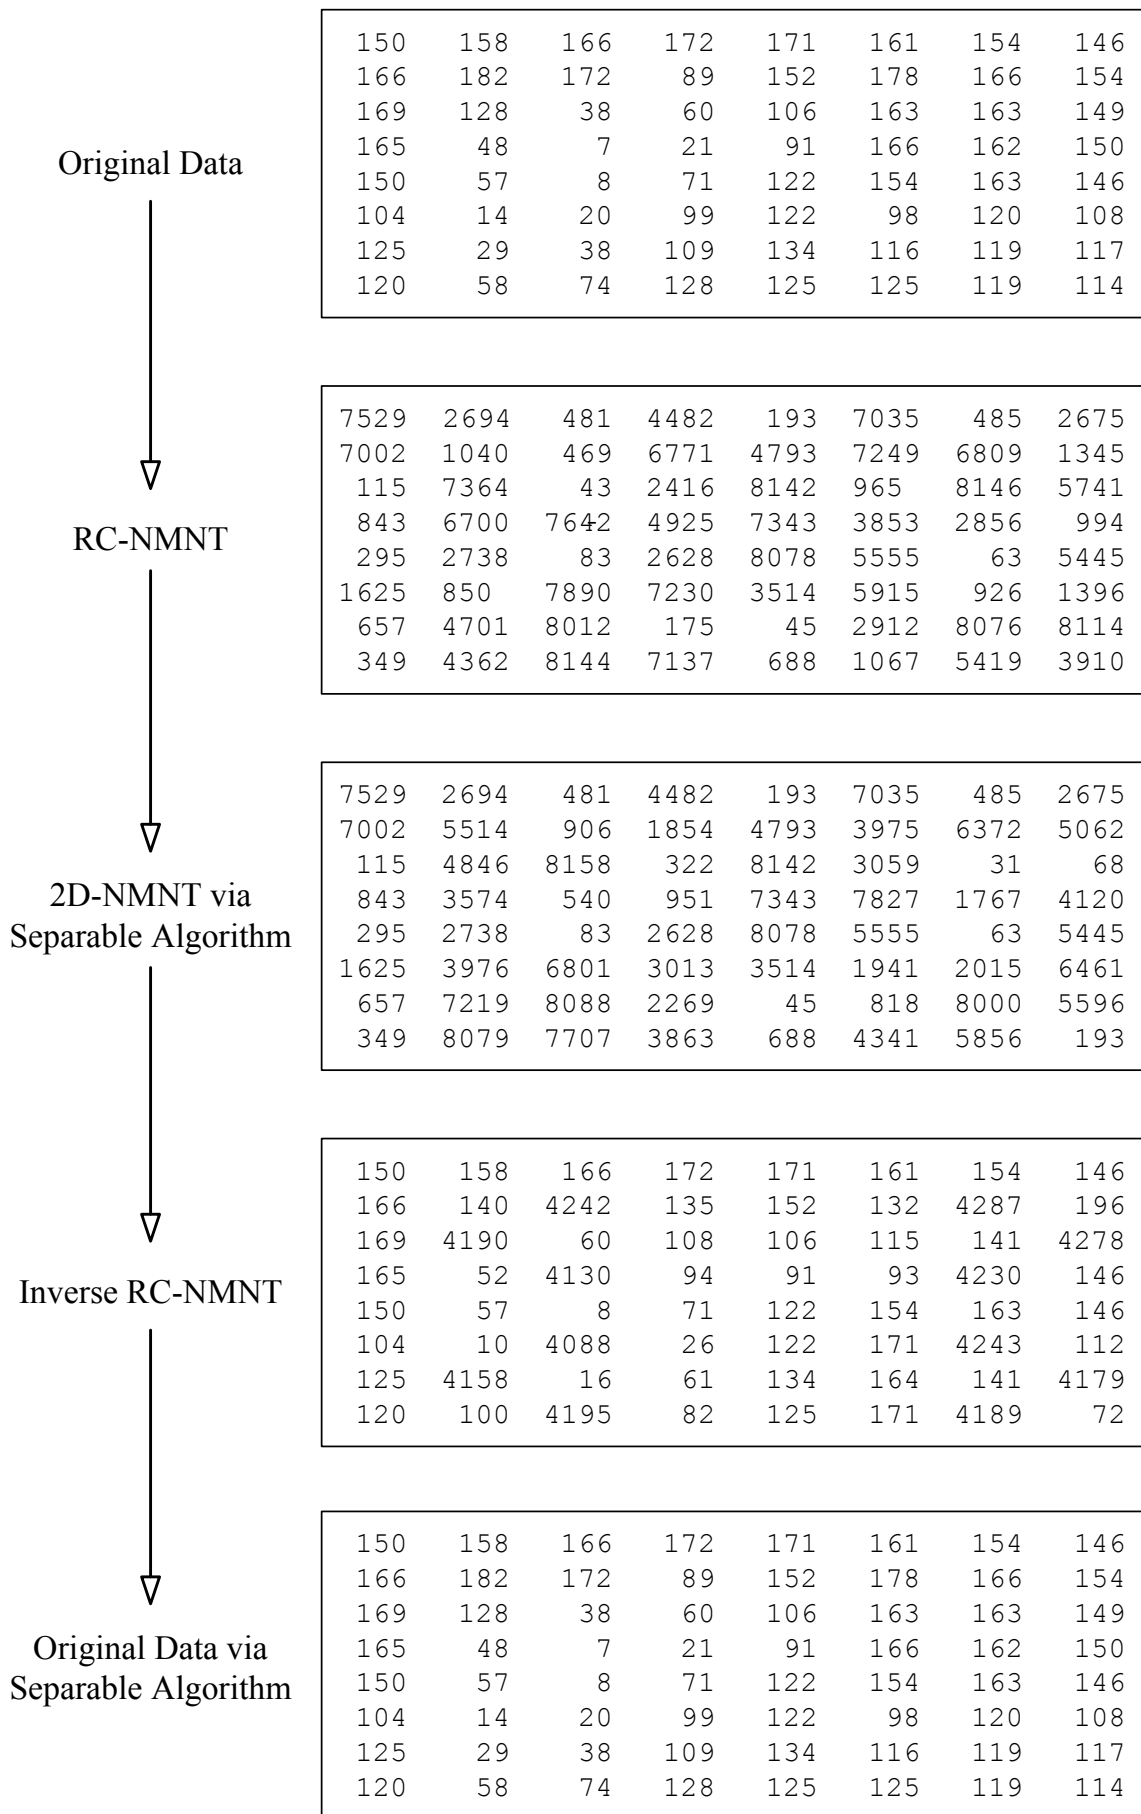 Original Data
150 158 166 172 171 161 154 146
166 182 172 89 152 178 166 154
169 128 38 60 106 163 163 149
165 48 7 21 91 166 162 150
150 57 8 71 122 154 163 146
104 14 20 99 122 98 120 108
125 29 38 109 134 116 119 117
120 58 74 128 125 125 119 114
RC-NMNT
7529 2694 481 4482 193 7035 485 2675
7002 1040 469 6771 4793 7249 6809 1345
115 7364 43 2416 8142 965 8146 5741
843 6700 7642 4925 7343 3853 2856 994
295 2738 83 2628 8078 5555 63 5445
1625 850 7890 7230 3514 5915 926 1396
657 4701 8012 175 45 2912 8076 8114
349 4362 8144 7137 688 1067 5419 3910
2D-NMNT via
Separable Algorithm
7529 2694 481 4482 193 7035 485 2675
7002 5514 906 1854 4793 3975 6372 5062
115 4846 8158 322 8142 3059 31 68
843 3574 540 951 7343 7827 1767 4120
295 2738 83 2628 8078 5555 63 5445
1625 3976 6801 3013 3514 1941 2015 6461
657 7219 8088 2269 45 818 8000 5596
349 8079 7707 3863 688 4341 5856 193
Inverse RC-NMNT
150 158 166 172 171 161 154 146
166 140 4242 135 152 132 4287 196
169 4190 60 108 106 115 141 4278
165 52 4130 94 91 93 4230 146
150 57 8 71 122 154 163 146
104 10 4088 26 122 171 4243 112
125 4158 16 61 134 164 141 4179
120 100 4195 82 125 171 4189 72
Original Data via
Separable Algorithm
150 158 166 172 171 161 154 146
166 182 172 89 152 178 166 154
169 128 38 60 106 163 163 149
165 48 7 21 91 166 162 150
150 57 8 71 122 154 163 146
104 14 20 99 122 98 120 108
125 29 38 109 134 116 119 117
120 58 74 128 125 125 119 114